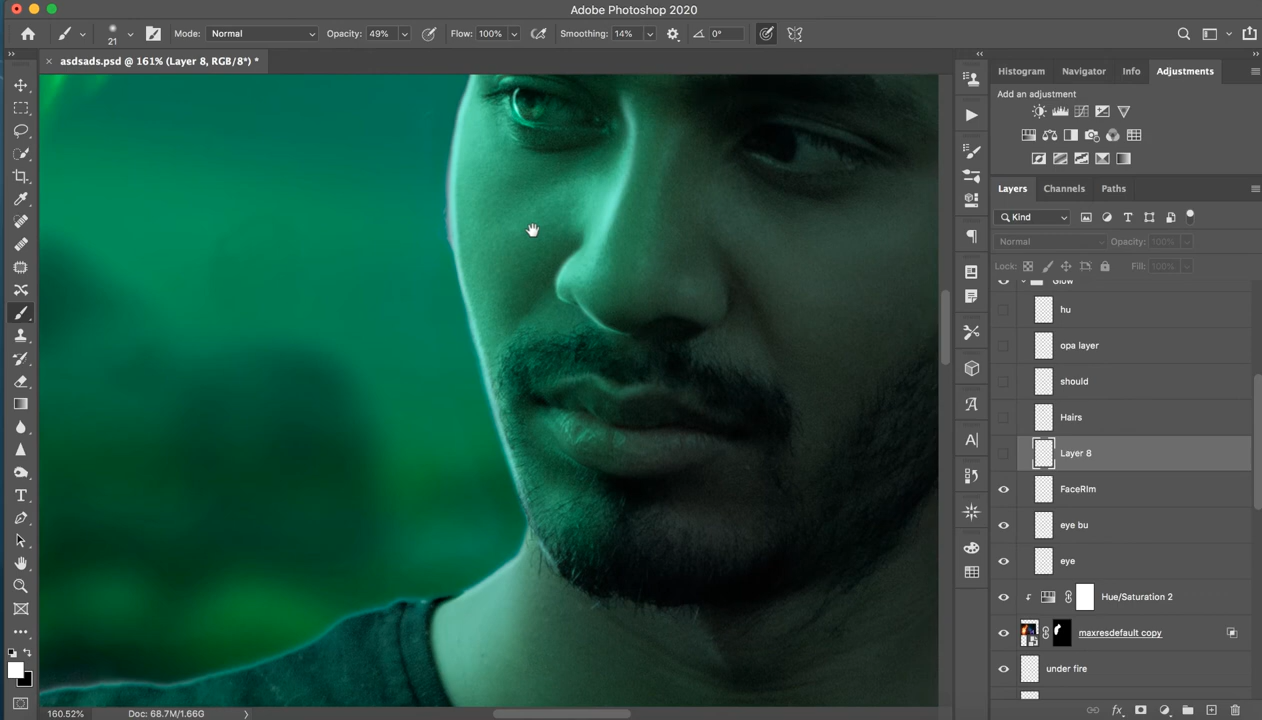 Adobe Photoshop 2020
21
Mode: Normal
Opacity: 49%
Flow: 100%
Smoothing: 14%
0°
asdsads.psd @ 161% (Layer 8, RGB/8*) *
Histogram
Navigator
Info
Adjustments
Add an adjustment
Layers
Channels
Paths
Kind
Normal
Opacity: 100%
Lock:
Fill: 100%
Glow
hu
opa layer
should
Hairs
Layer 8
FaceRIm
eye bu
eye
Hue/Saturation 2
maxresdefault copy
under fire
160.52%
Doc: 68.7M/1.66G